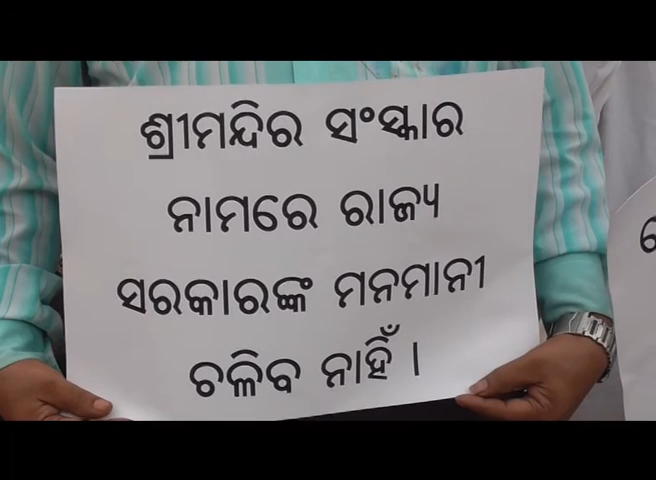 ଶ୍ରୀମନ୍ଦିର ସଂସ୍କାର
ନାମରେ ରାଜ୍ୟ
ସରକାରଙ୍କ ମନମାନୀ
ଚଳିବ ନାହିଁ ।